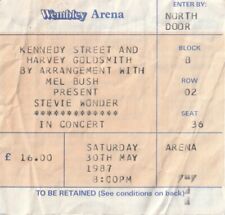 Wembley Arena
ENTER BY:
NORTH
DOOR
KENNEDY STREET AND
HARVEY GOLDSMITH
BY ARRANGEMENT WITH
MEL BUSH
PRESENT
STEVIE WONDER
*************
IN CONCERT
BLOCK
B
ROW
02
SEAT
36
£ 16.00
SATURDAY
30TH MAY
1987
8:00PM
ARENA
TO BE RETAINED (See conditions on back)